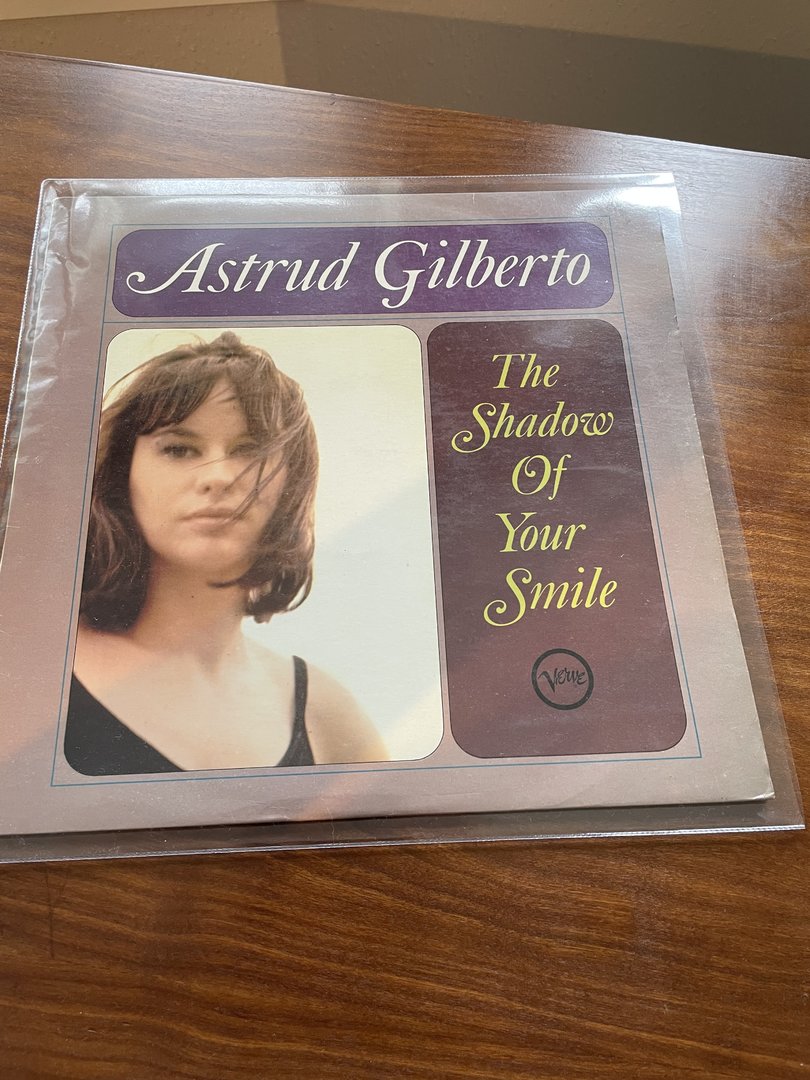 Astrud Gilberto
The
Shadow
Of
Your
Smile
Verve